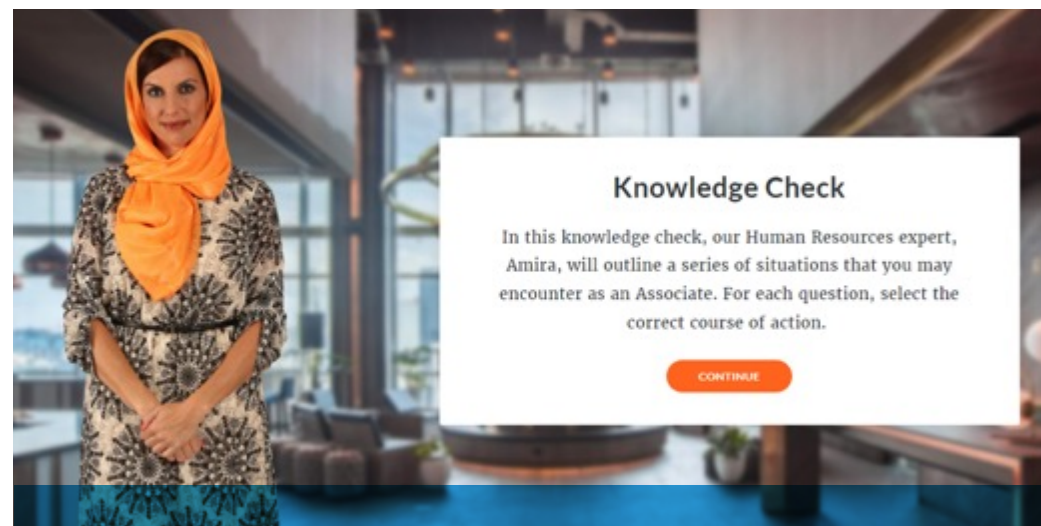 Knowledge Check
In this knowledge check, our Human Resources expert,
Amira, will outline a series of situations that you may
encounter as an Associate. For each question, select the
correct course of action.
CONTINUE